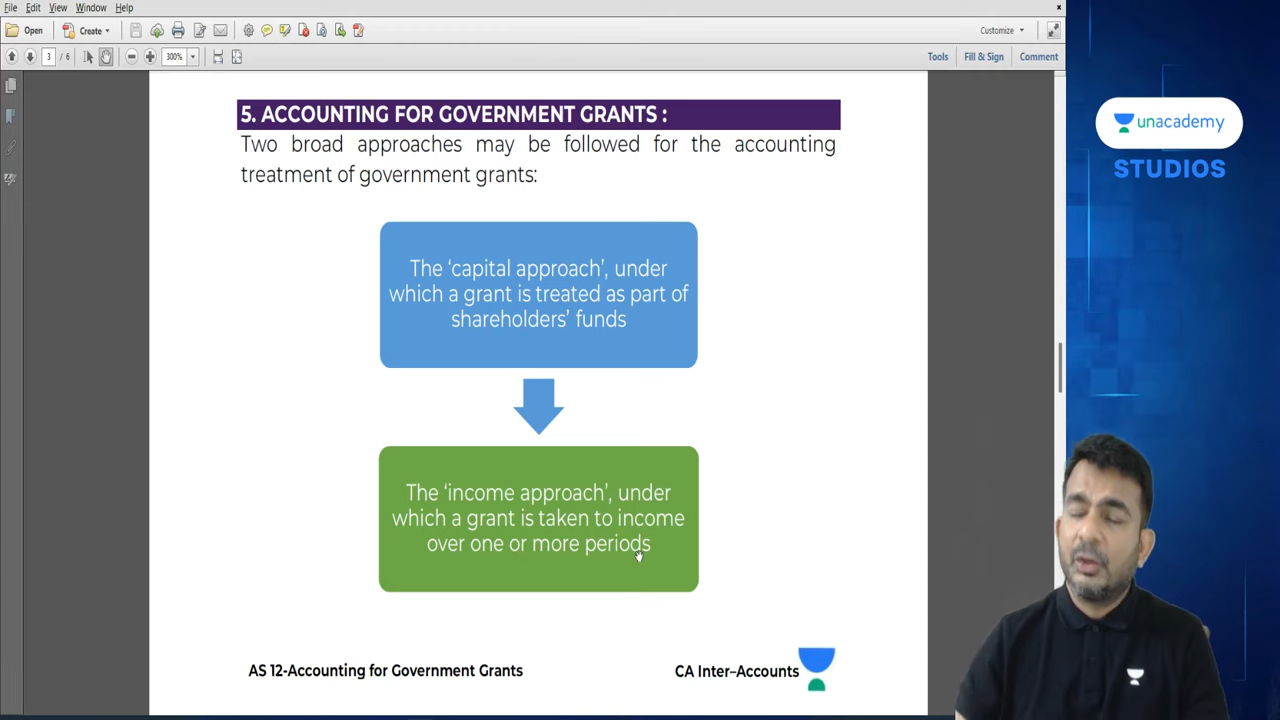 File Edit View Window Help
Open Create Customize
3 / 6 300% Tools Fill & Sign Comment
5. ACCOUNTING FOR GOVERNMENT GRANTS :
Two broad approaches may be followed for the accounting
treatment of government grants:
The ‘capital approach’, under
which a grant is treated as part of
shareholders’ funds
The ‘income approach’, under
which a grant is taken to income
over one or more periods
AS 12-Accounting for Government Grants
CA Inter–Accounts
unacademy
STUDIOS